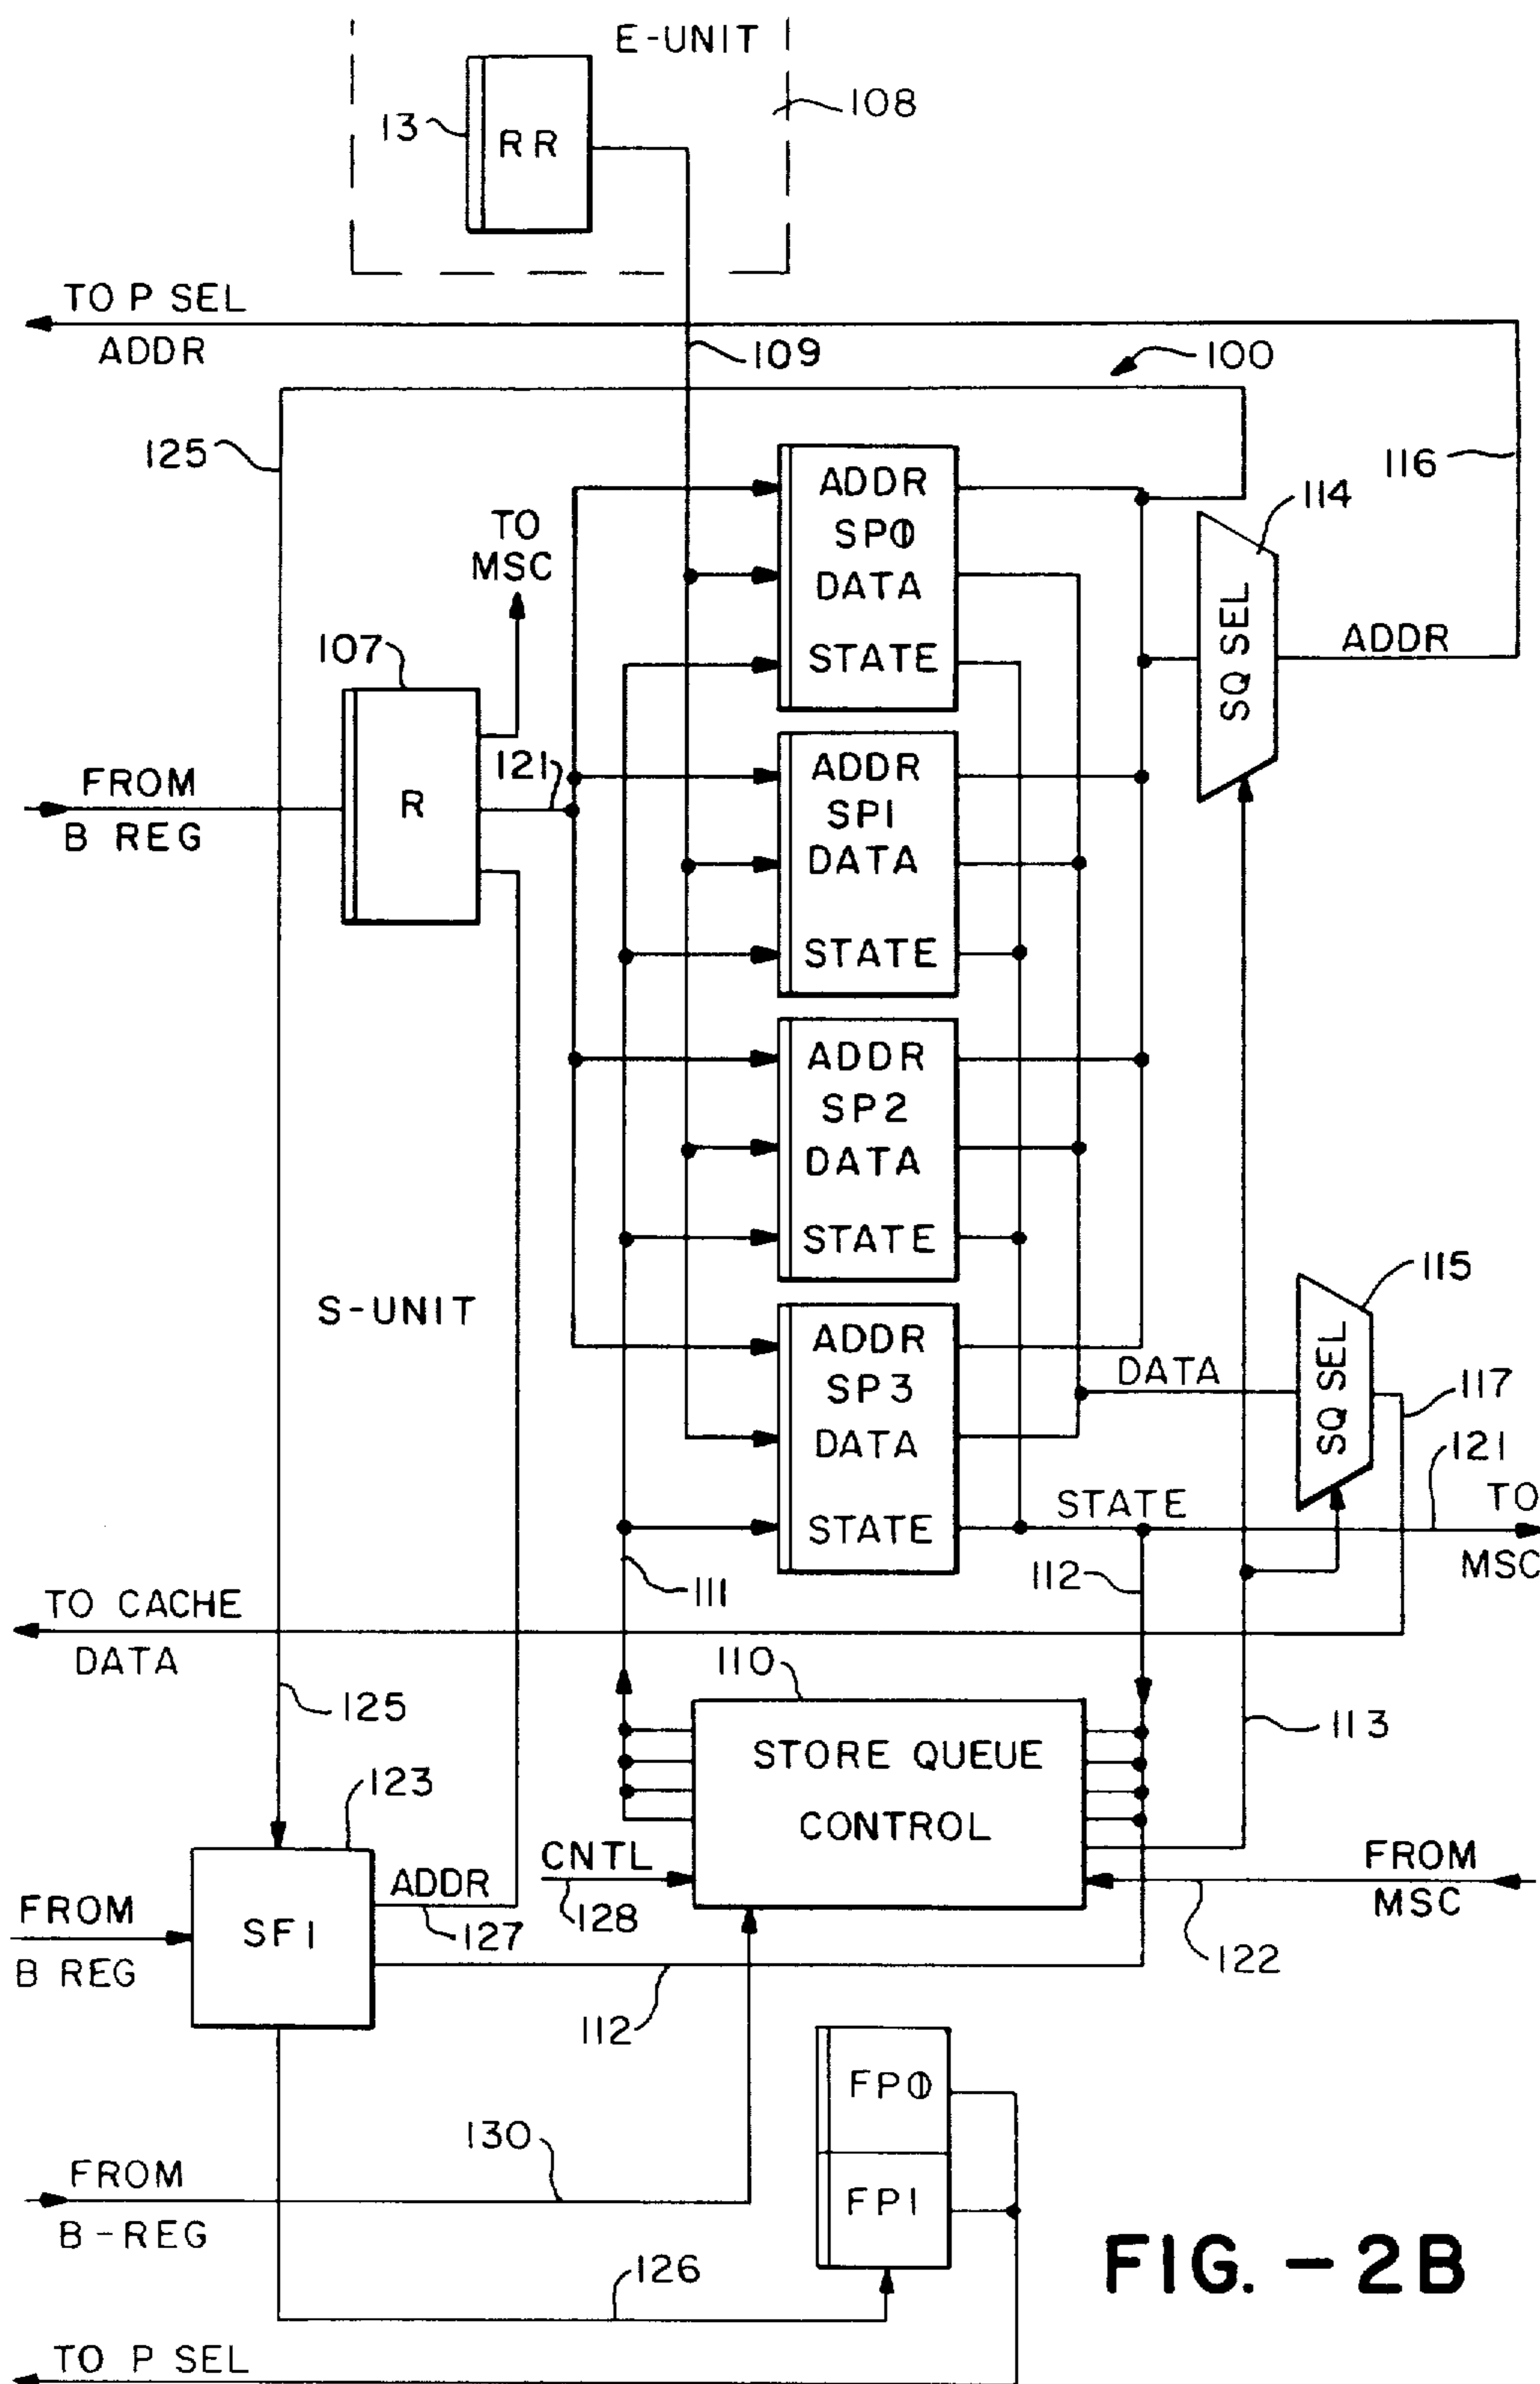 E-UNIT
108
13
RR
TO P SEL
ADDR
109
100
125
116
ADDR
SP0
DATA
STATE
114
SQ SEL
ADDR
TO
MSC
107
R
121
FROM
B REG
ADDR
SP1
DATA
STATE
ADDR
SP2
DATA
STATE
S-UNIT
115
SQ SEL
117
ADDR
SP3
DATA
STATE
DATA
121
STATE
TO
MSC
112
111
TO CACHE
DATA
110
125
113
STORE QUEUE
CONTROL
123
CNTL
128
FROM
MSC
122
ADDR
127
FROM
B REG
SFI
112
FP0
FP1
130
FROM
B-REG
126
TO P SEL
FIG.-2B